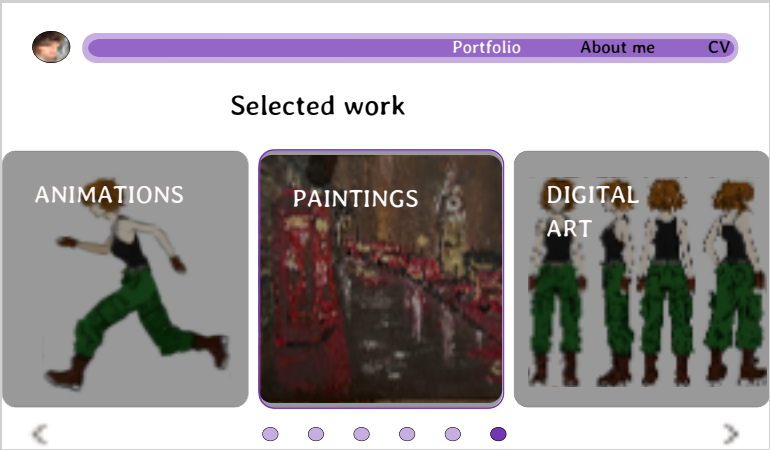 Portfolio About me CV
Selected work
ANIMATIONS
PAINTINGS
DIGITAL
ART